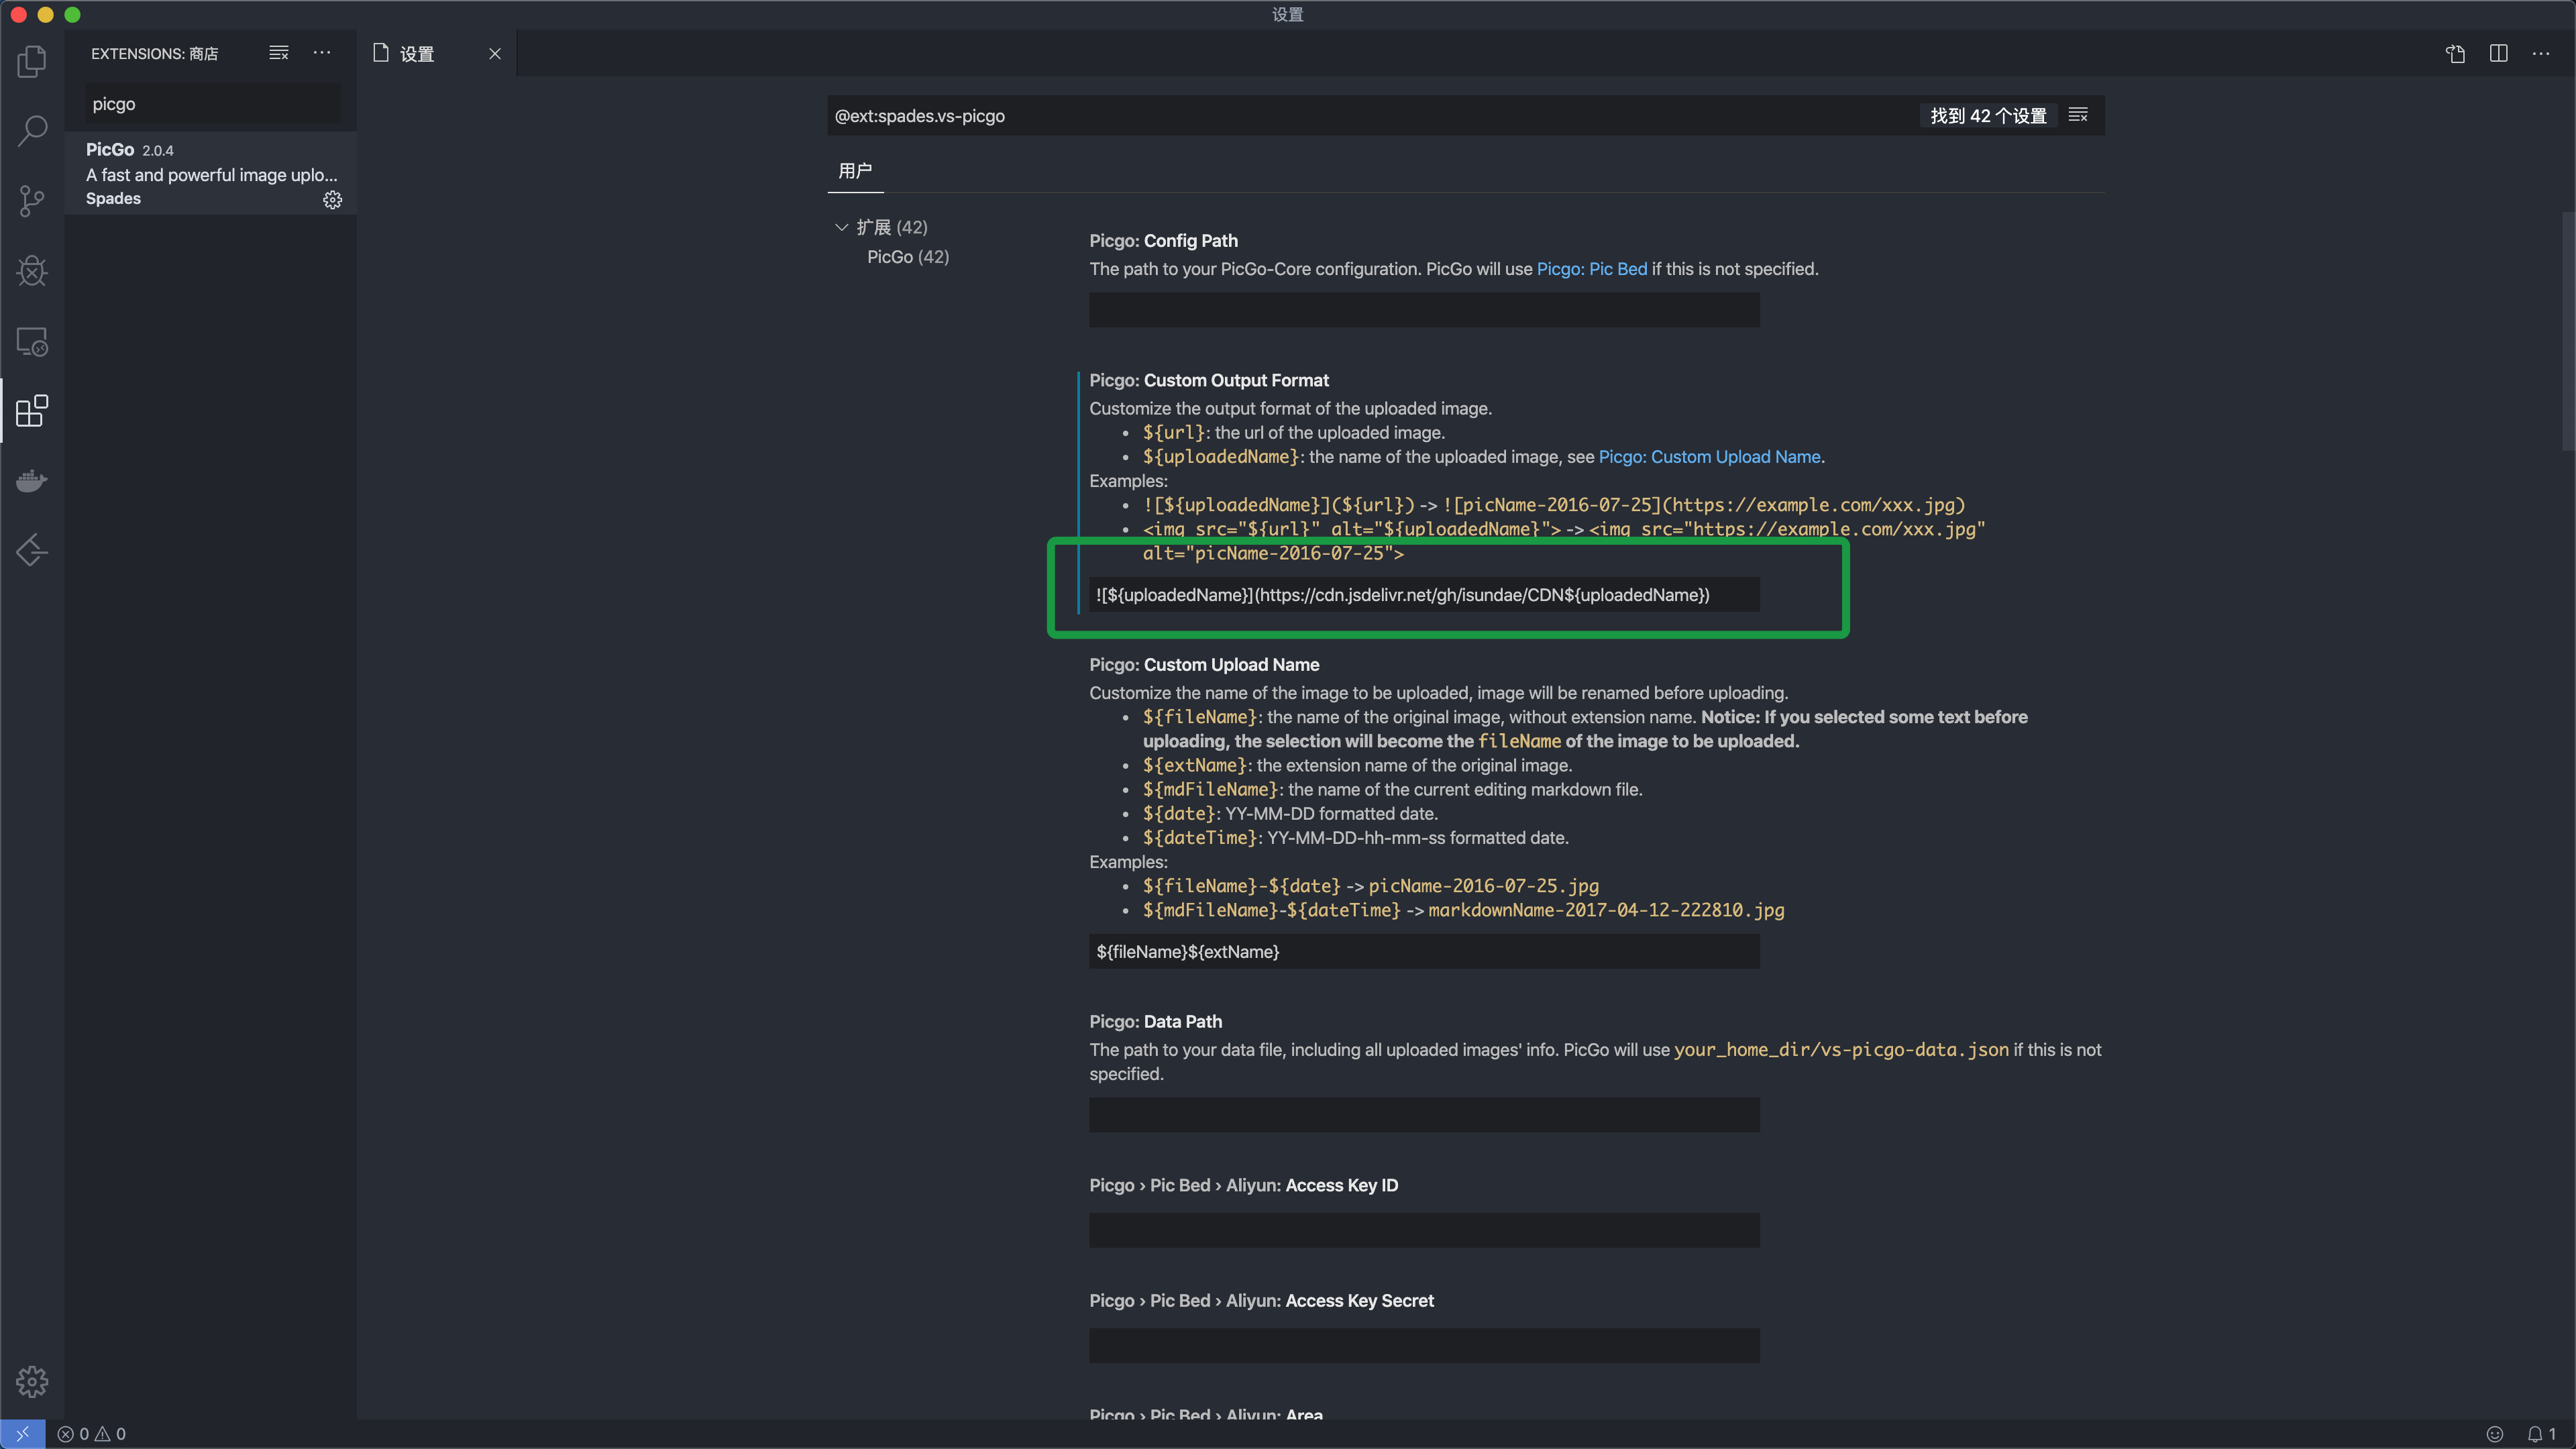 设置
EXTENSIONS: 商店
设置
picgo
PicGo 2.0.4
A fast and powerful image uplo...
Spades
@ext:spades.vs-picgo
找到 42 个设置
用户
扩展 (42)
PicGo (42)
Picgo: Config Path
The path to your PicGo-Core configuration. PicGo will use Picgo: Pic Bed if this is not specified.
Picgo: Custom Output Format
Customize the output format of the uploaded image.
• ${url}: the url of the uploaded image.
• ${uploadedName}: the name of the uploaded image, see Picgo: Custom Upload Name.
Examples:
• ![${uploadedName}](${url}) -> ![picName-2016-07-25](https://example.com/xxx.jpg)
• <img src="${url}" alt="${uploadedName}"> -> <img src="https://example.com/xxx.jpg"
alt="picName-2016-07-25">
![${uploadedName}](https://cdn.jsdelivr.net/gh/isundae/CDN${uploadedName})
Picgo: Custom Upload Name
Customize the name of the image to be uploaded, image will be renamed before uploading.
• ${fileName}: the name of the original image, without extension name. Notice: If you selected some text before
uploading, the selection will become the fileName of the image to be uploaded.
• ${extName}: the extension name of the original image.
• ${mdFileName}: the name of the current editing markdown file.
• ${date}: YY-MM-DD formatted date.
• ${dateTime}: YY-MM-DD-hh-mm-ss formatted date.
Examples:
• ${fileName}-${date} -> picName-2016-07-25.jpg
• ${mdFileName}-${dateTime} -> markdownName-2017-04-12-222810.jpg
${fileName}${extName}
Picgo: Data Path
The path to your data file, including all uploaded images' info. PicGo will use your_home_dir/vs-picgo-data.json if this is not
specified.
Picgo › Pic Bed › Aliyun: Access Key ID
Picgo › Pic Bed › Aliyun: Access Key Secret
Picgo › Pic Bed › Aliyun: Area
0 0
1